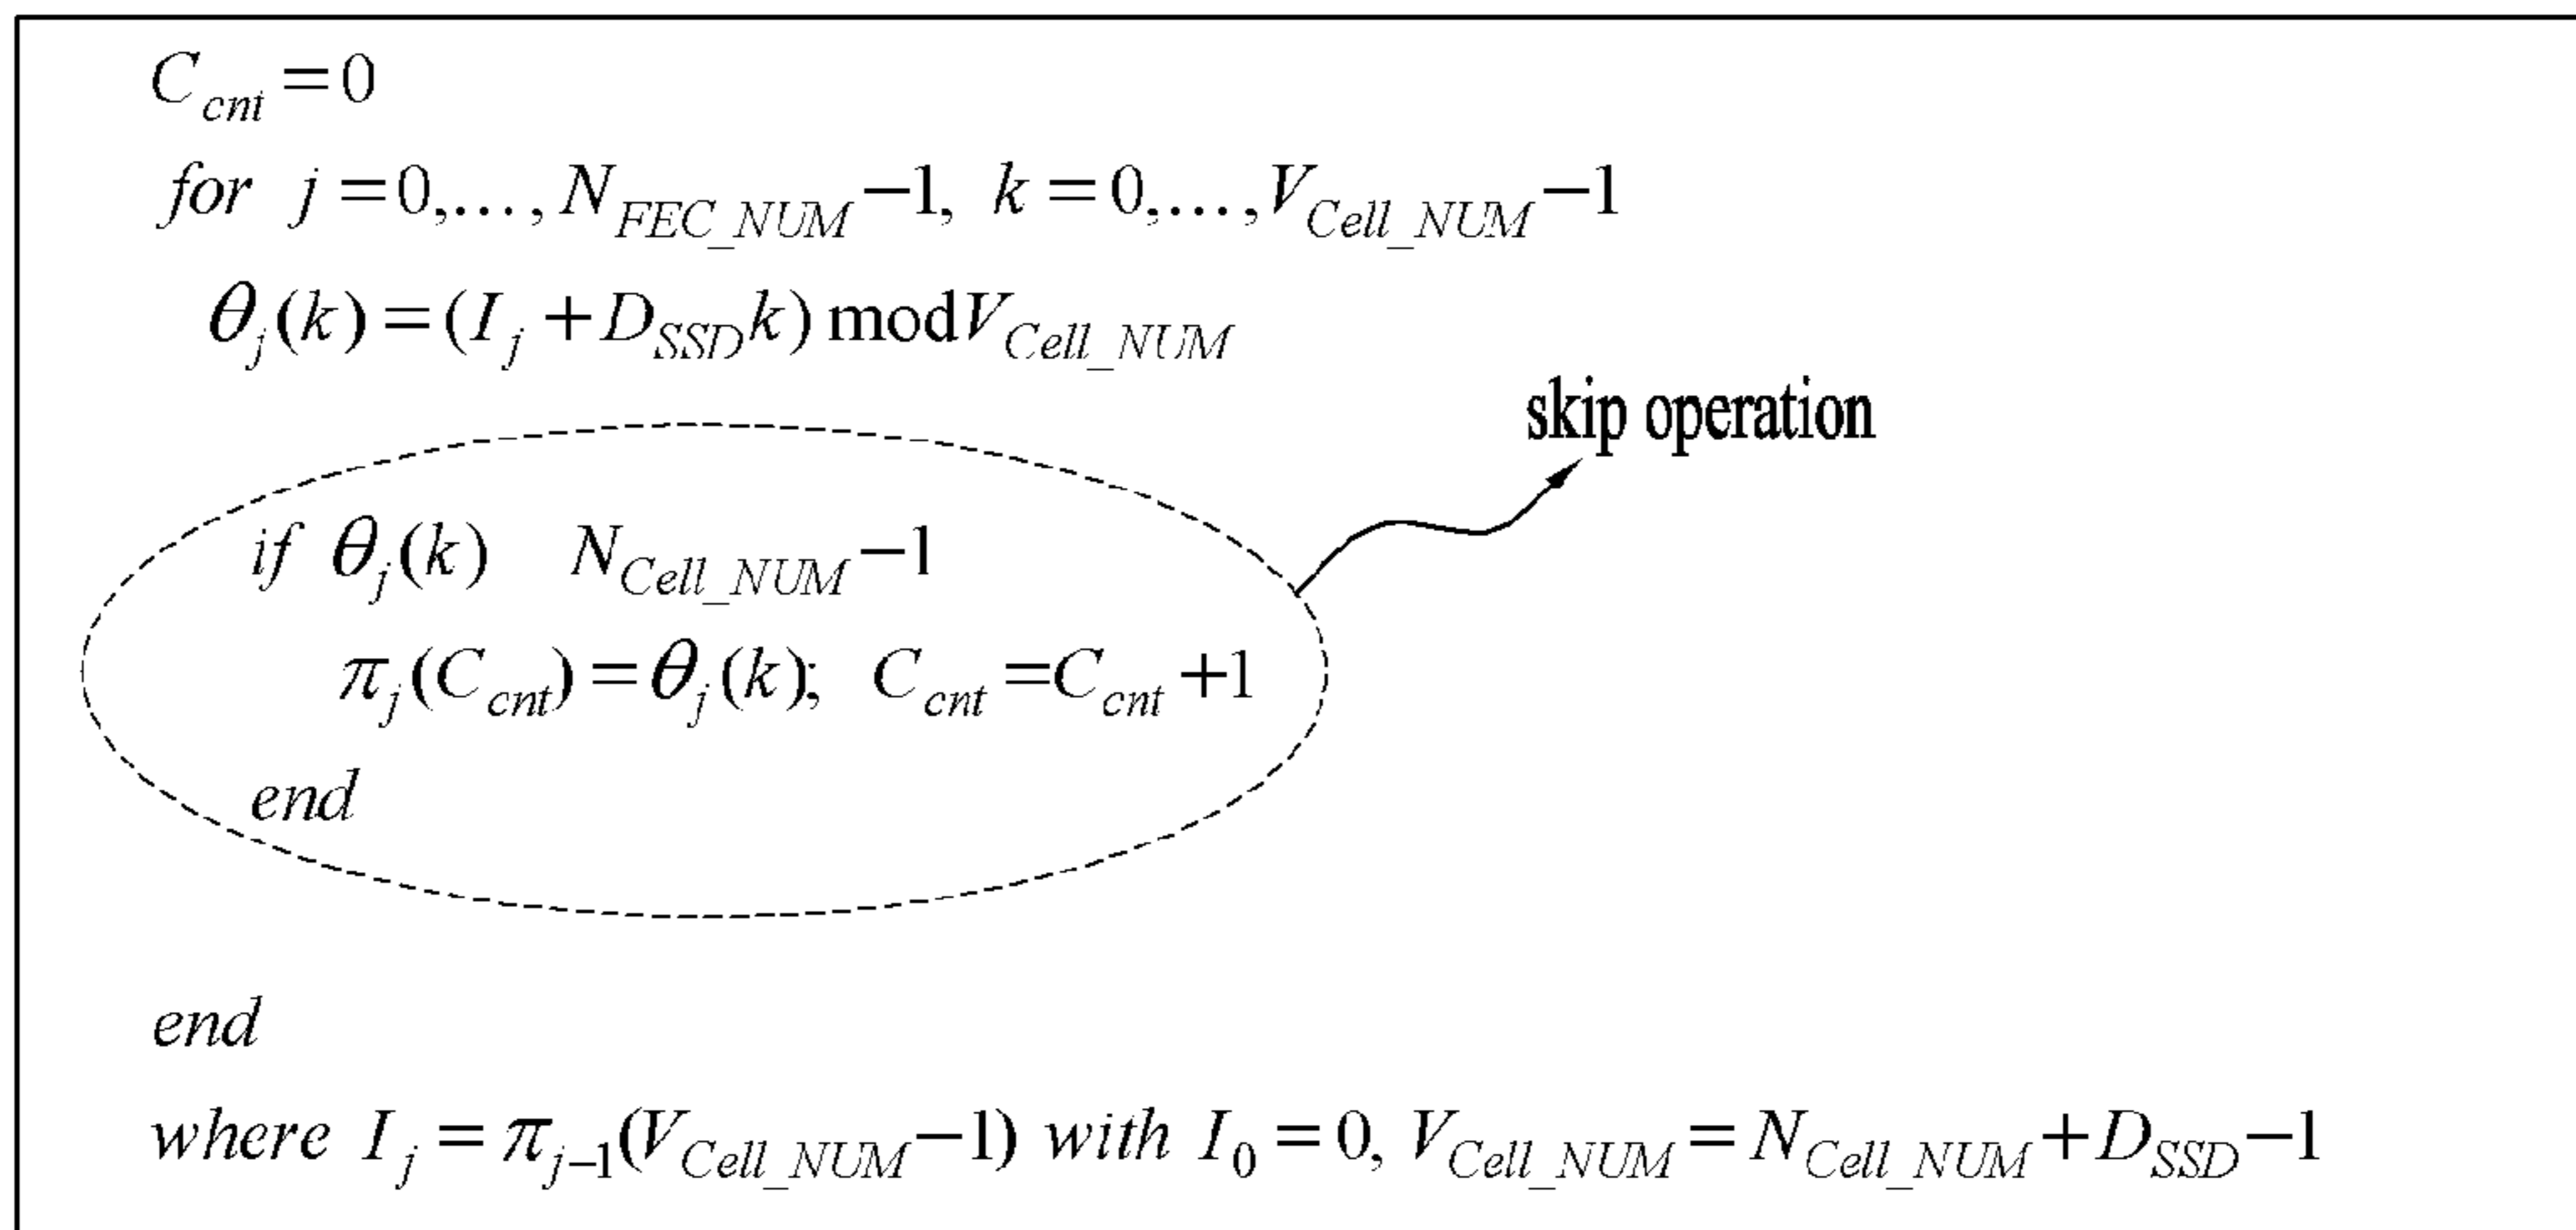 C_cnt = 0
for j = 0,..., N_FEC_NUM − 1, k = 0,..., V_Cell_NUM − 1
θ_j(k) = (I_j + D_SSD k) mod V_Cell_NUM
skip operation
if θ_j(k) N_Cell_NUM − 1
π_j(C_cnt) = θ_j(k); C_cnt = C_cnt + 1
end
end
where I_j = π_j−1(V_Cell_NUM − 1) with I_0 = 0, V_Cell_NUM = N_Cell_NUM + D_SSD − 1